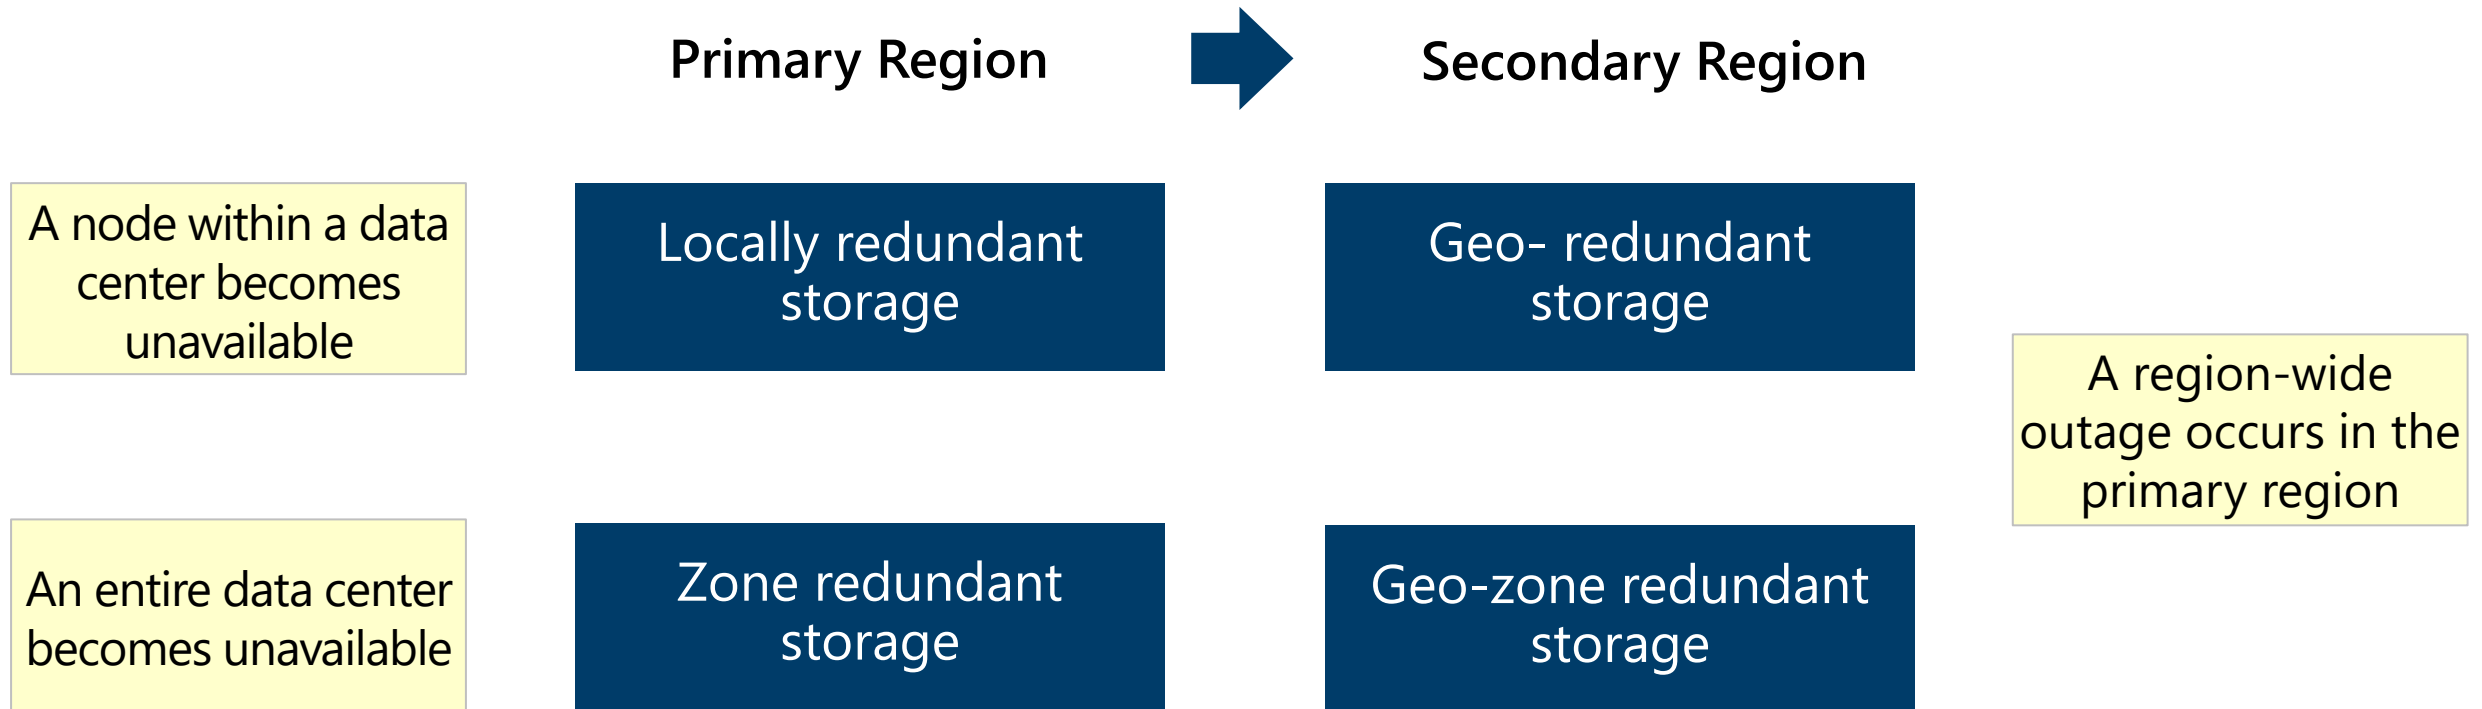 Primary Region
Secondary Region
A node within a data
center becomes
unavailable
Locally redundant
storage
Geo- redundant
storage
A region-wide
outage occurs in the
primary region
An entire data center
becomes unavailable
Zone redundant
storage
Geo-zone redundant
storage